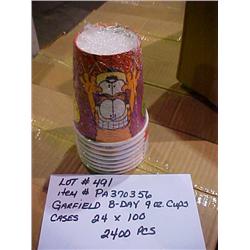 LOT # 491
item # PA370356
GARFIELD B-DAY 9 oz. Cups
CASES 24 x 100
2400 PCS